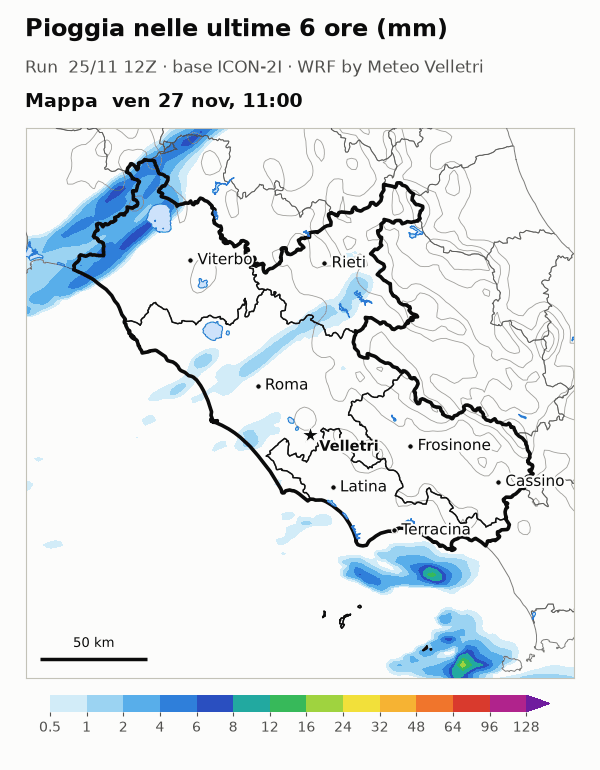 Pioggia nelle ultime 6 ore (mm)
Run  25/11 12Z · base ICON-2I · WRF by Meteo Velletri
Mappa  ven 27 nov, 11:00
Viterbo
Rieti
Roma
Velletri
Frosinone
Cassino
Latina
Terracina
50 km
0.5 1 2 4 6 8 12 16 24 32 48 64 96 128